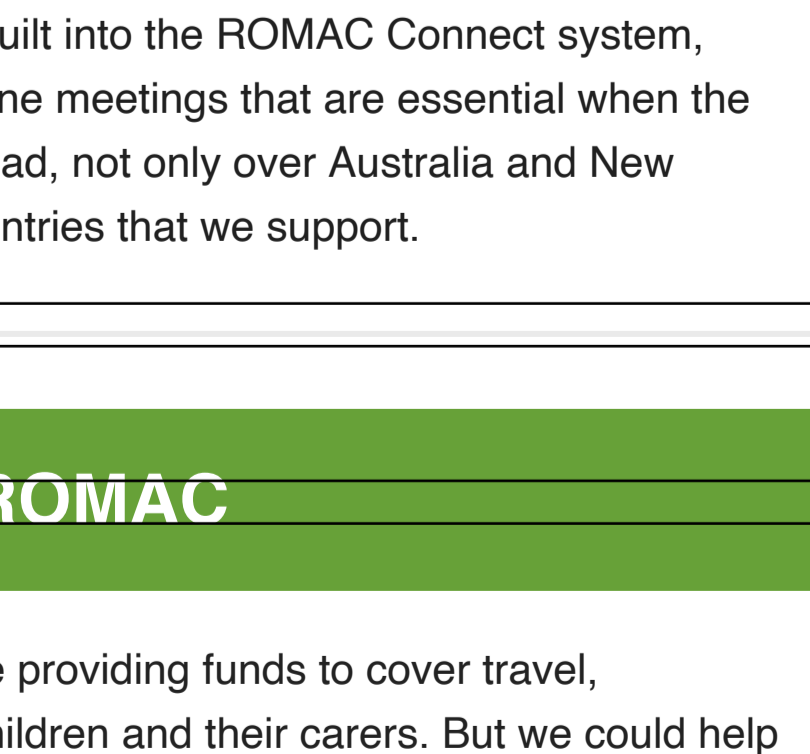 uilt into the ROMAC Connect system,
ne meetings that are essential when the
ad, not only over Australia and New
ntries that we support.
ROMAC
e providing funds to cover travel,
hildren and their carers. But we could help